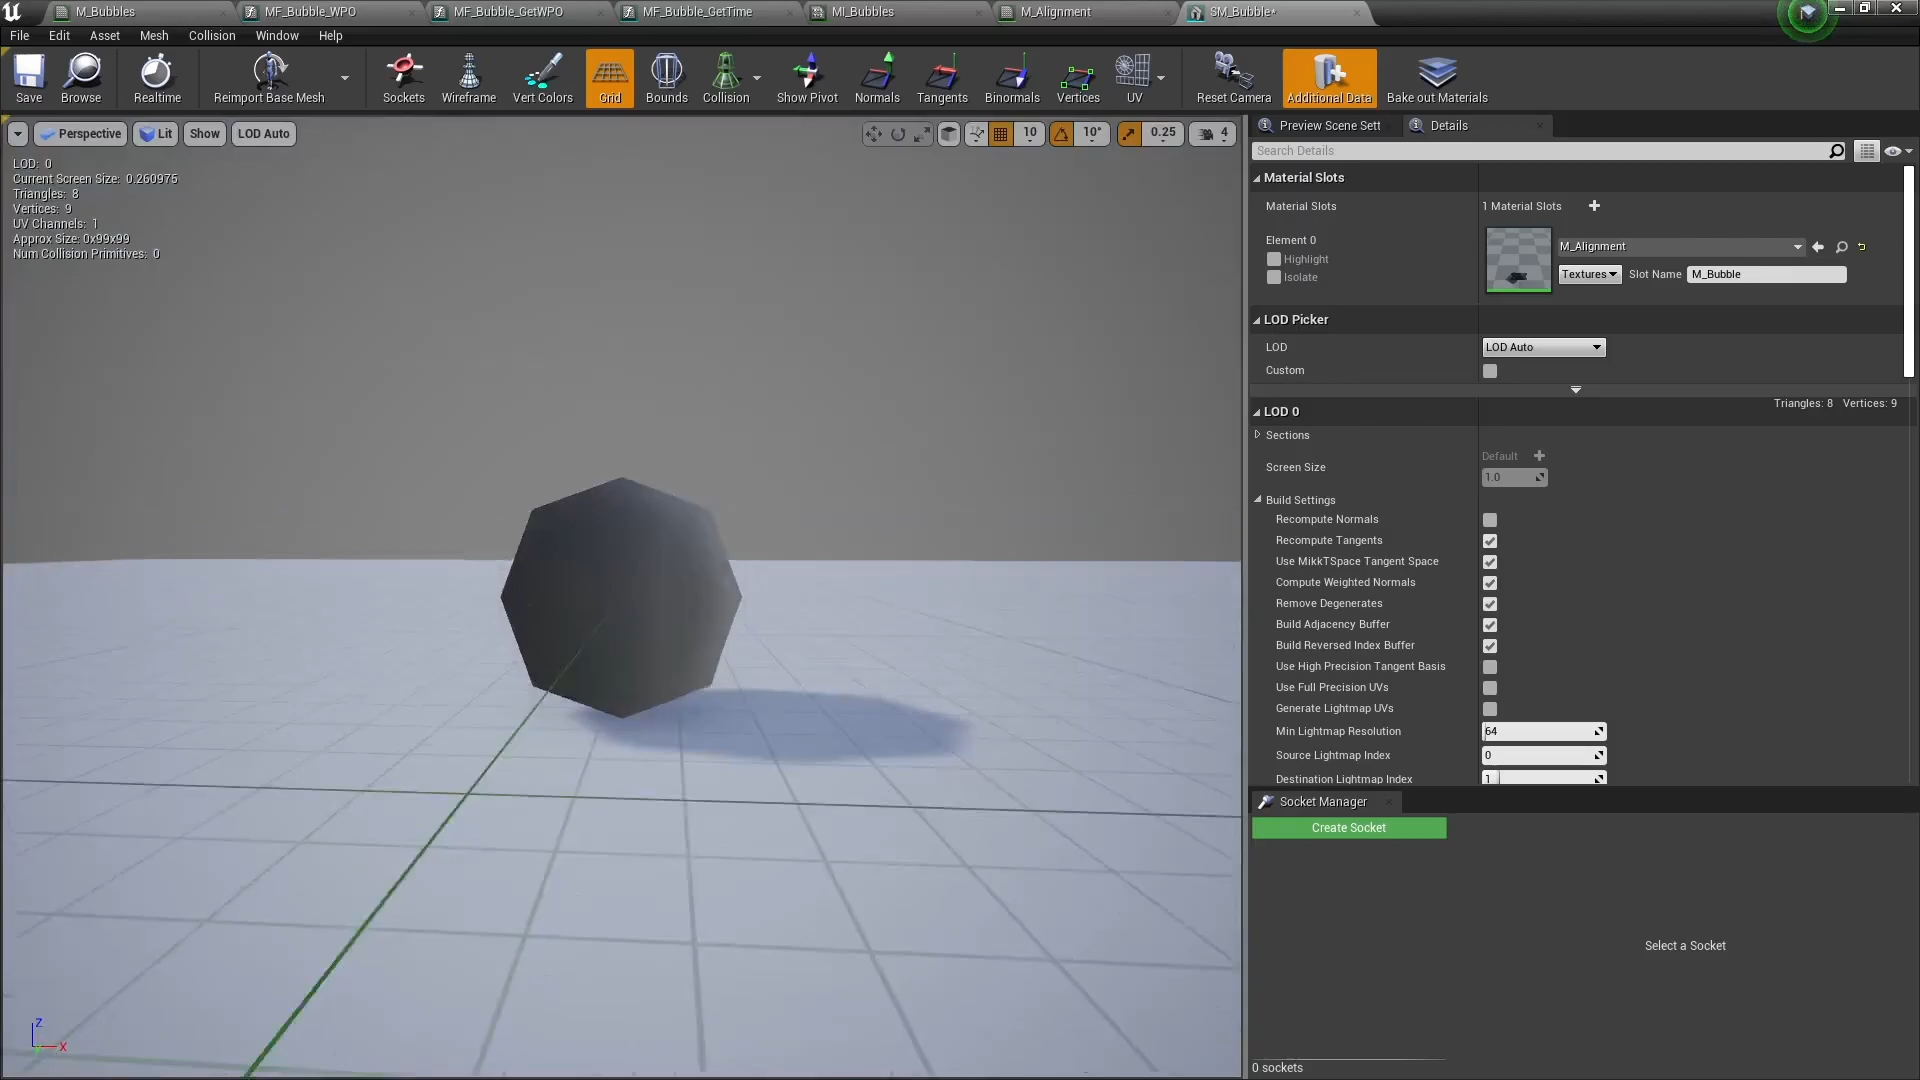 M_Bubbles MF_Bubble_WPO MF_Bubble_GetWPO MF_Bubble_GetTime MI_Bubbles M_Alignment SM_Bubble*
File Edit Asset Mesh Collision Window Help
Save Browse Realtime Reimport Base Mesh Sockets Wireframe Vert Colors Grid Bounds Collision Show Pivot Normals Tangents Binormals Vertices UV Reset Camera Additional Data Bake out Materials
Perspective Lit Show LOD Auto 10 10° 0.25 4
LOD: 0
Current Screen Size: 0.260975
Triangles: 8
Vertices: 9
UV Channels: 1
Approx Size: 0x99x99
Num Collision Primitives: 0
Z
X
Preview Scene Sett Details
Search Details
Material Slots
Material Slots 1 Material Slots
Element 0
Highlight
Isolate
M_Alignment
Textures Slot Name M_Bubble
LOD Picker
LOD LOD Auto
Custom
LOD 0 Triangles: 8 Vertices: 9
Sections
Screen Size Default
1.0
Build Settings
Recompute Normals
Recompute Tangents
Use MikkTSpace Tangent Space
Compute Weighted Normals
Remove Degenerates
Build Adjacency Buffer
Build Reversed Index Buffer
Use High Precision Tangent Basis
Use Full Precision UVs
Generate Lightmap UVs
Min Lightmap Resolution 64
Source Lightmap Index 0
Destination Lightmap Index 1
Socket Manager
Create Socket
Select a Socket
0 sockets